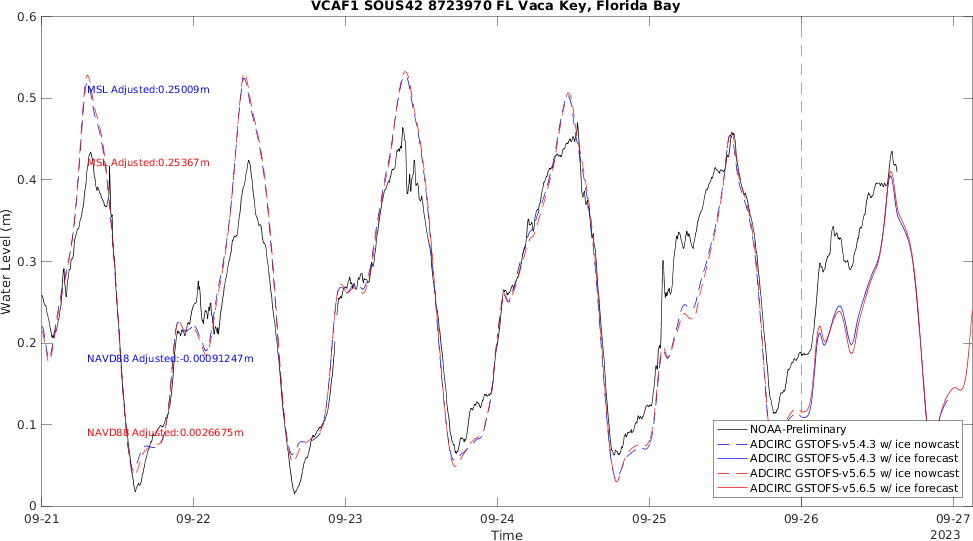 VCAF1 SOUS42 8723970 FL Vaca Key, Florida Bay
0.6
0.5
0.4
0.3
0.2
0.1
0
Water Level (m)
MSL Adjusted:0.25009m
MSL Adjusted:0.25367m
NAVD88 Adjusted:-0.00091247m
NAVD88 Adjusted:0.0026675m
NOAA-Preliminary
ADCIRC GSTOFS-v5.4.3 w/ ice nowcast
ADCIRC GSTOFS-v5.4.3 w/ ice forecast
ADCIRC GSTOFS-v5.6.5 w/ ice nowcast
ADCIRC GSTOFS-v5.6.5 w/ ice forecast
09-21 09-22 09-23 09-24 09-25 09-26 09-27
Time
2023